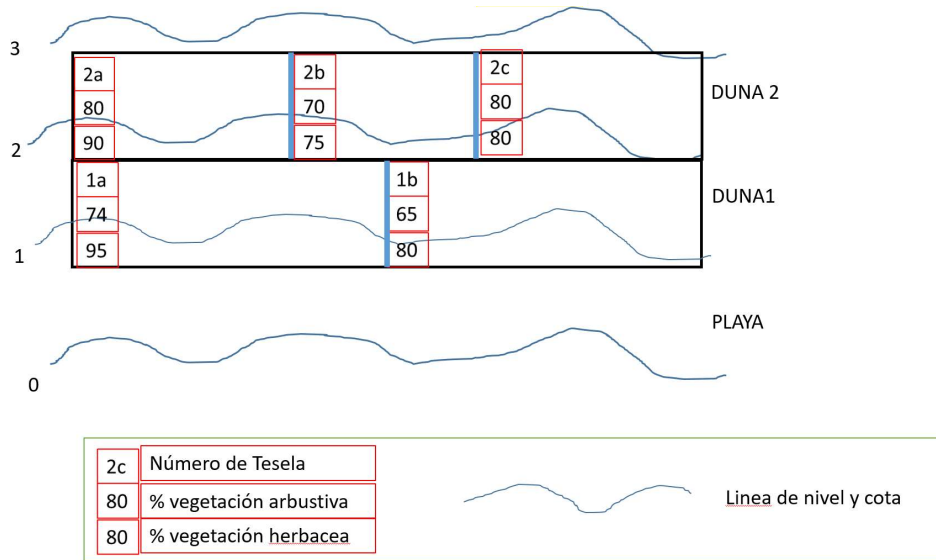 3
2a
80
90
2b
70
75
2c
80
80
DUNA 2
2
1a
74
95
1b
65
80
DUNA1
1
PLAYA
0
2c Número de Tesela
80 % vegetación arbustiva
80 % vegetación herbacea
Linea de nivel y cota